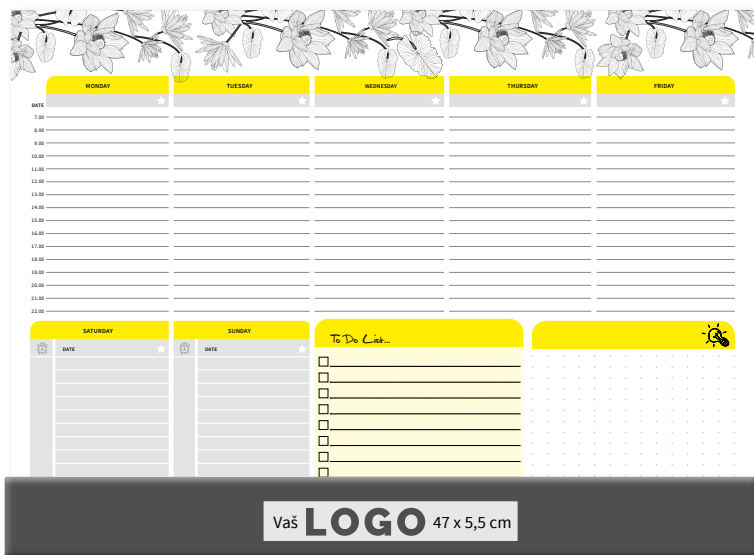 MONDAY TUESDAY WEDNESDAY THURSDAY FRIDAY
DATE
7.00
8.00
9.00
10.00
11.00
12.00
13.00
14.00
15.00
16.00
17.00
18.00
19.00
20.00
21.00
22.00
SATURDAY SUNDAY
To Do List...
DATE DATE
Vaš LOGO 47 x 5,5 cm